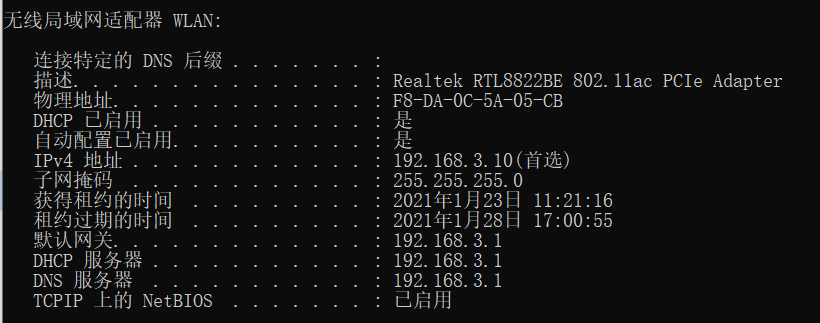 无线局域网适配器 WLAN:
连接特定的 DNS 后缀 . . . . . . . :
描述. . . . . . . . . . . . . . . : Realtek RTL8822BE 802.11ac PCIe Adapter
物理地址. . . . . . . . . . . . . : F8-DA-0C-5A-05-CB
DHCP 已启用 . . . . . . . . . . . : 是
自动配置已启用. . . . . . . . . . : 是
IPv4 地址 . . . . . . . . . . . . : 192.168.3.10(首选)
子网掩码 . . . . . . . . . . . . : 255.255.255.0
获得租约的时间 . . . . . . . . . : 2021年1月23日 11:21:16
租约过期的时间 . . . . . . . . . : 2021年1月28日 17:00:55
默认网关. . . . . . . . . . . . . : 192.168.3.1
DHCP 服务器 . . . . . . . . . . . : 192.168.3.1
DNS 服务器 . . . . . . . . . . . : 192.168.3.1
TCPIP 上的 NetBIOS . . . . . . . : 已启用